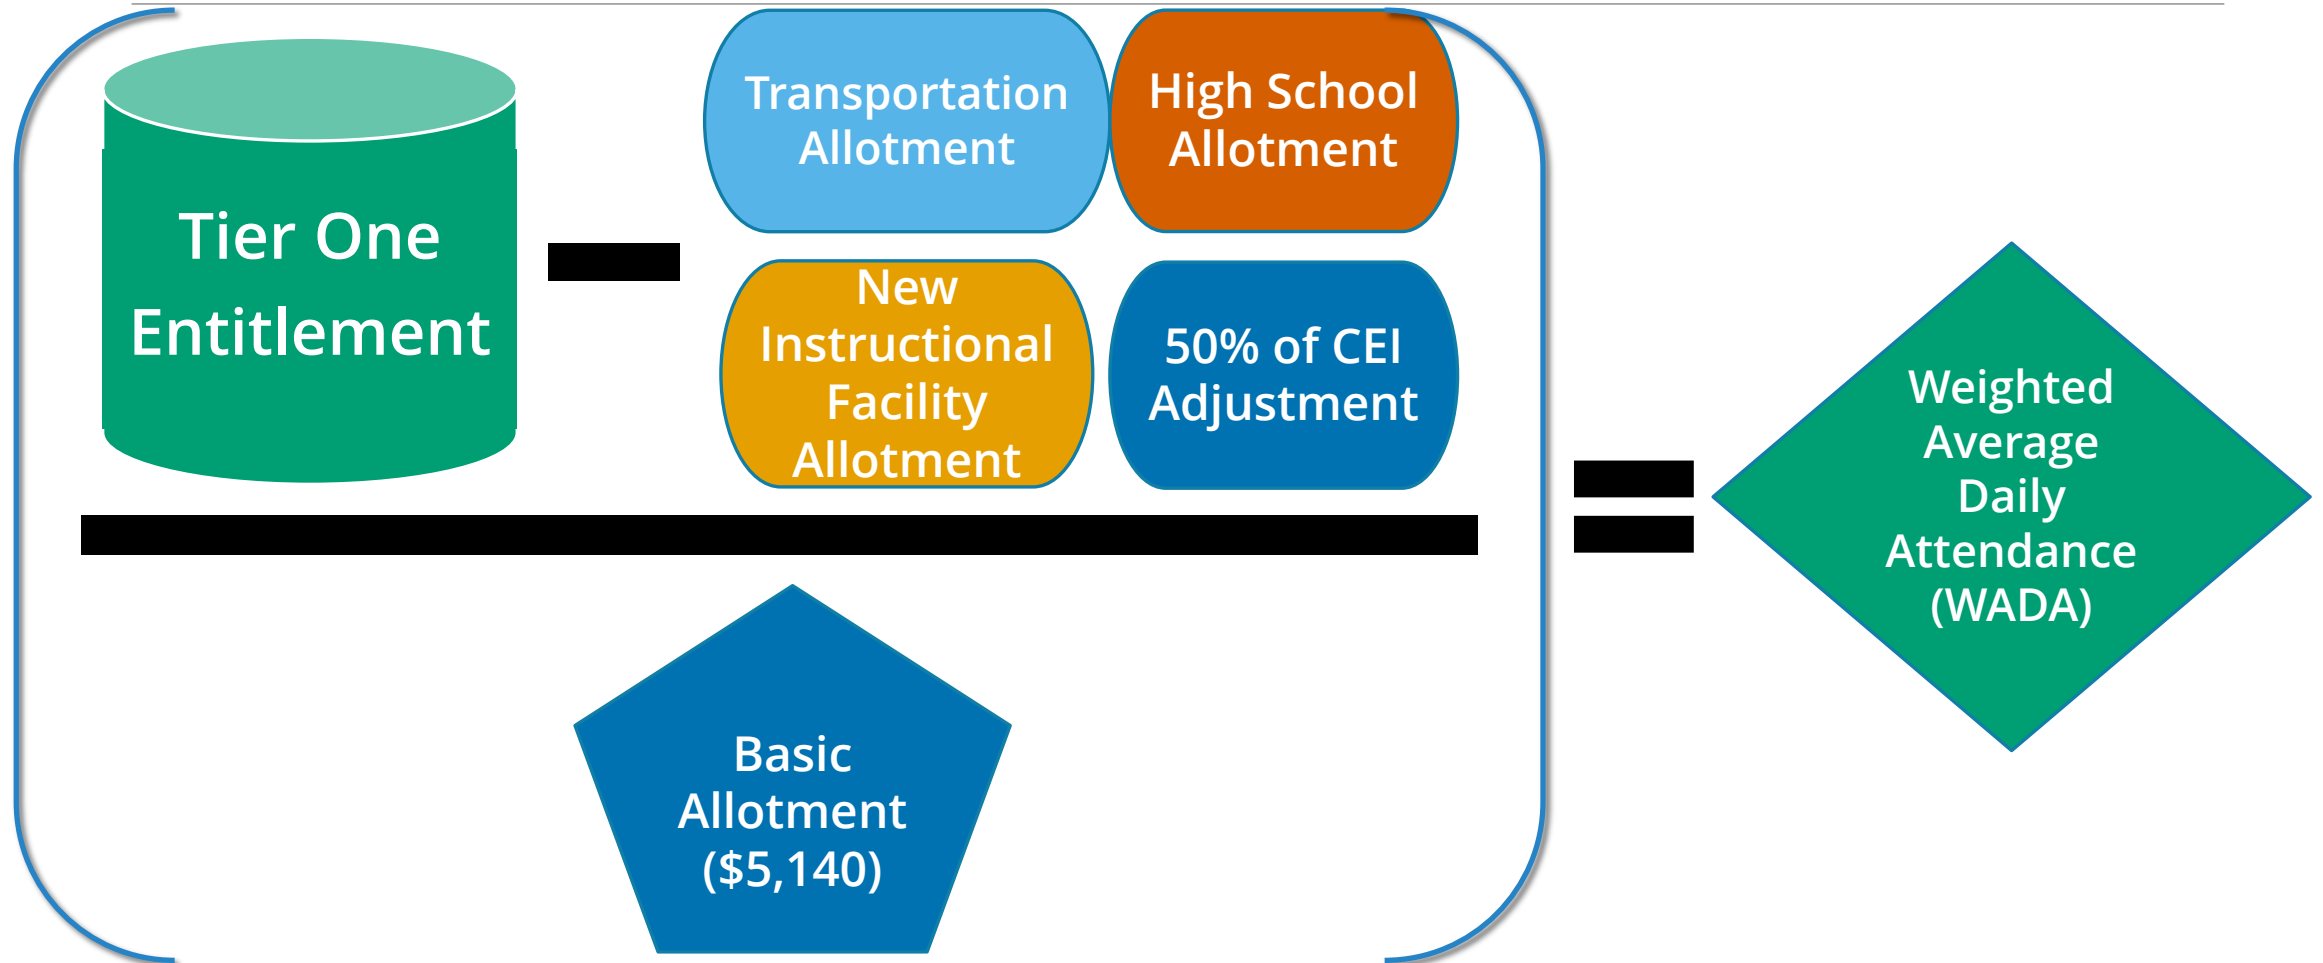 Tier One
Entitlement
Transportation
Allotment
High School
Allotment
New
Instructional
Facility
Allotment
50% of CEI
Adjustment
Basic
Allotment
($5,140)
Weighted
Average
Daily
Attendance
(WADA)